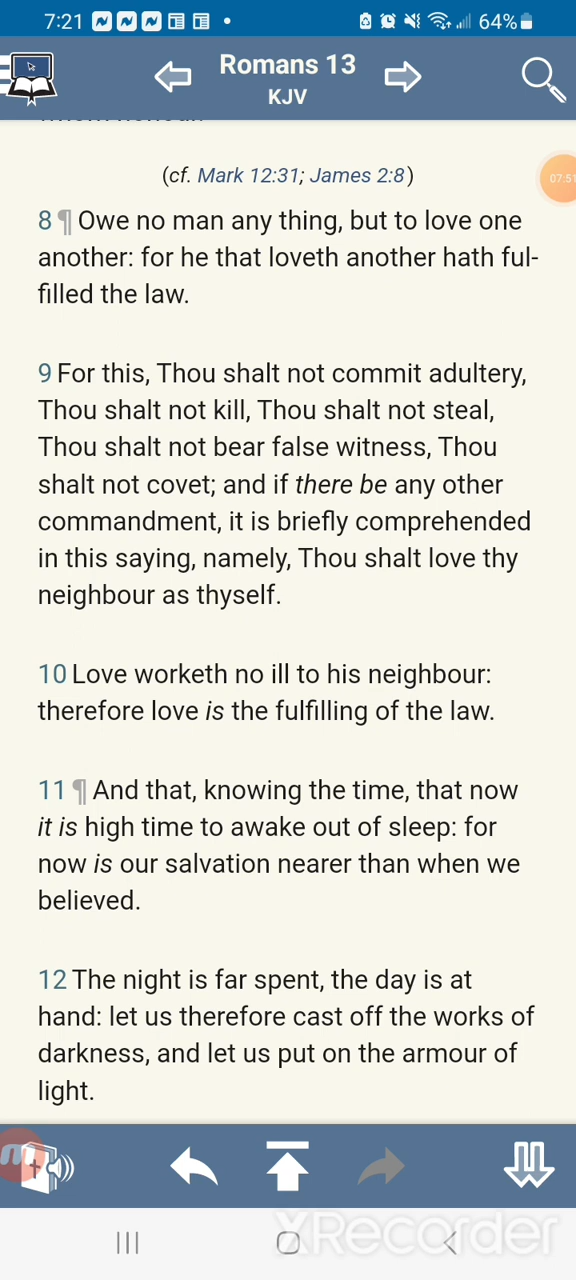 7:21 64%
Romans 13
KJV
(cf. Mark 12:31; James 2:8)
07:51
8 ¶ Owe no man any thing, but to love one
another: for he that loveth another hath ful-
filled the law.
9 For this, Thou shalt not commit adultery,
Thou shalt not kill, Thou shalt not steal,
Thou shalt not bear false witness, Thou
shalt not covet; and if there be any other
commandment, it is briefly comprehended
in this saying, namely, Thou shalt love thy
neighbour as thyself.
10 Love worketh no ill to his neighbour:
therefore love is the fulfilling of the law.
11 ¶ And that, knowing the time, that now
it is high time to awake out of sleep: for
now is our salvation nearer than when we
believed.
12 The night is far spent, the day is at
hand: let us therefore cast off the works of
darkness, and let us put on the armour of
light.
XRecorder